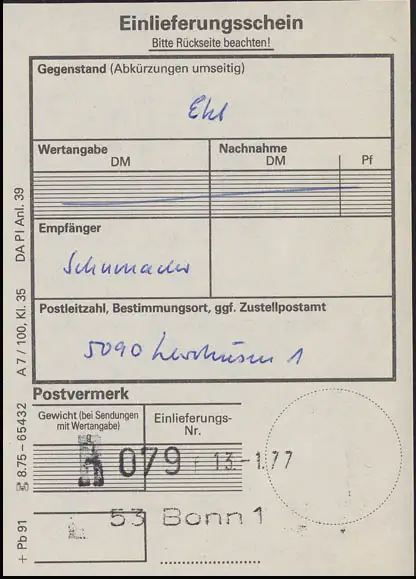 Einlieferungsschein
Bitte Rückseite beachten!
Gegenstand (Abkürzungen umseitig)
Wertangabe
DM
Nachnahme
DM
Pf
Empfänger
Schumacher
Postleitzahl, Bestimmungsort, ggf. Zustellpostamt
5090 Leverkusen 1
Postvermerk
Gewicht (bei Sendungen
mit Wertangabe)
Einlieferungs-
Nr.
R 079
13.-1.77
53 Bonn 1
+ Pb 91
8.75 – 65432
A 7 / 100, Kl. 35
DA PI Anl. 39